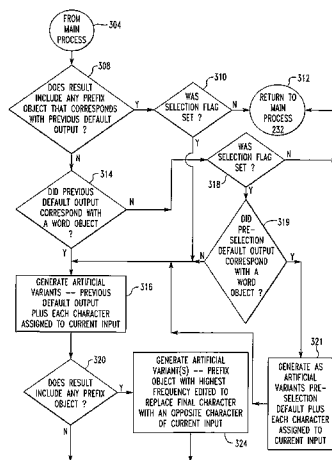 FROM
MAIN
PROCESS
304
308
DOES RESULT
INCLUDE ANY PREFIX
OBJECT THAT CORRESPONDS
WITH PREVIOUS DEFAULT
OUTPUT ?
Y
N
310
WAS
SELECTION FLAG
SET ?
N
Y
312
RETURN TO
MAIN
PROCESS
232
314
DID PREVIOUS
DEFAULT OUTPUT
CORRESPOND WITH
A WORD OBJECT
?
N
Y
WAS
SELECTION FLAG
SET ?
318
N
Y
319
DID
PRE-
SELECTION
DEFAULT OUTPUT
CORRESPOND
WITH A
WORD
OBJECT
?
N
Y
316
GENERATE ARTIFICIAL
VARIANTS -- PREVIOUS
DEFAULT OUTPUT
PLUS EACH CHARACTER
ASSIGNED TO CURRENT INPUT
320
DOES RESULT
INCLUDE ANY PREFIX
OBJECT ?
Y
N
GENERATE ARTIFICIAL
VARIANT(S) -- PREFIX
OBJECT WITH HIGHEST
FREQUENCY EDITED TO
REPLACE FINAL CHARACTER
WITH AN OPPOSITE CHARACTER
OF CURRENT INPUT
324
321
GENERATE AS
ARTIFICIAL
VARIANTS PRE-
SELECTION
DEFAULT PLUS
EACH
CHARACTER
ASSIGNED TO
CURRENT INPUT